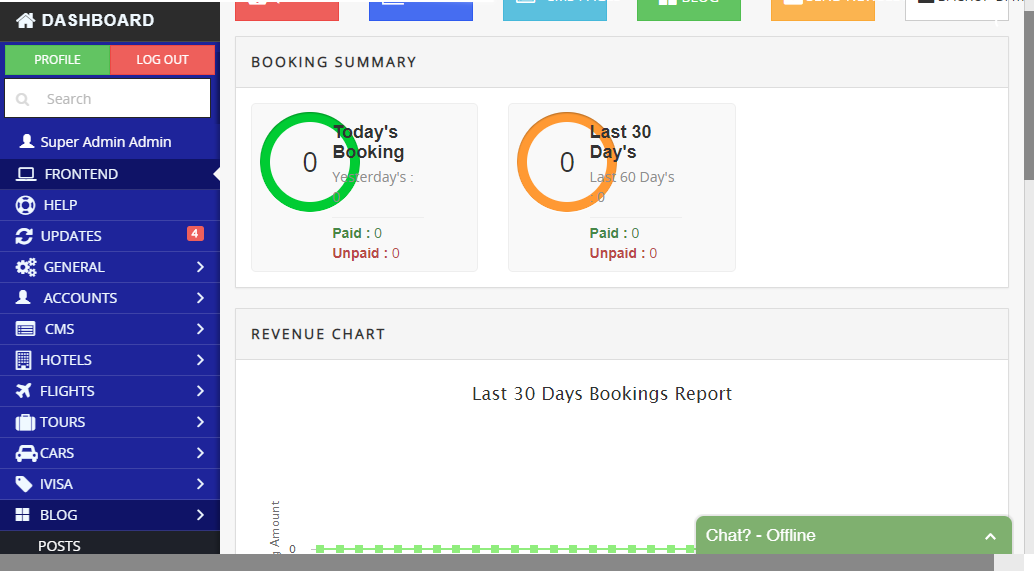 DASHBOARD
PROFILE
LOG OUT
Search
Super Admin Admin
FRONTEND
HELP
UPDATES 4
GENERAL
ACCOUNTS
CMS
HOTELS
FLIGHTS
TOURS
CARS
IVISA
BLOG
POSTS
BLOG
BOOKING SUMMARY
0
Today's
Booking
Yesterday's :
0
Paid : 0
Unpaid : 0
0
Last 30
Day's
Last 60 Day's
: 0
Paid : 0
Unpaid : 0
REVENUE CHART
Last 30 Days Bookings Report
Amount
0
Chat? - Offline